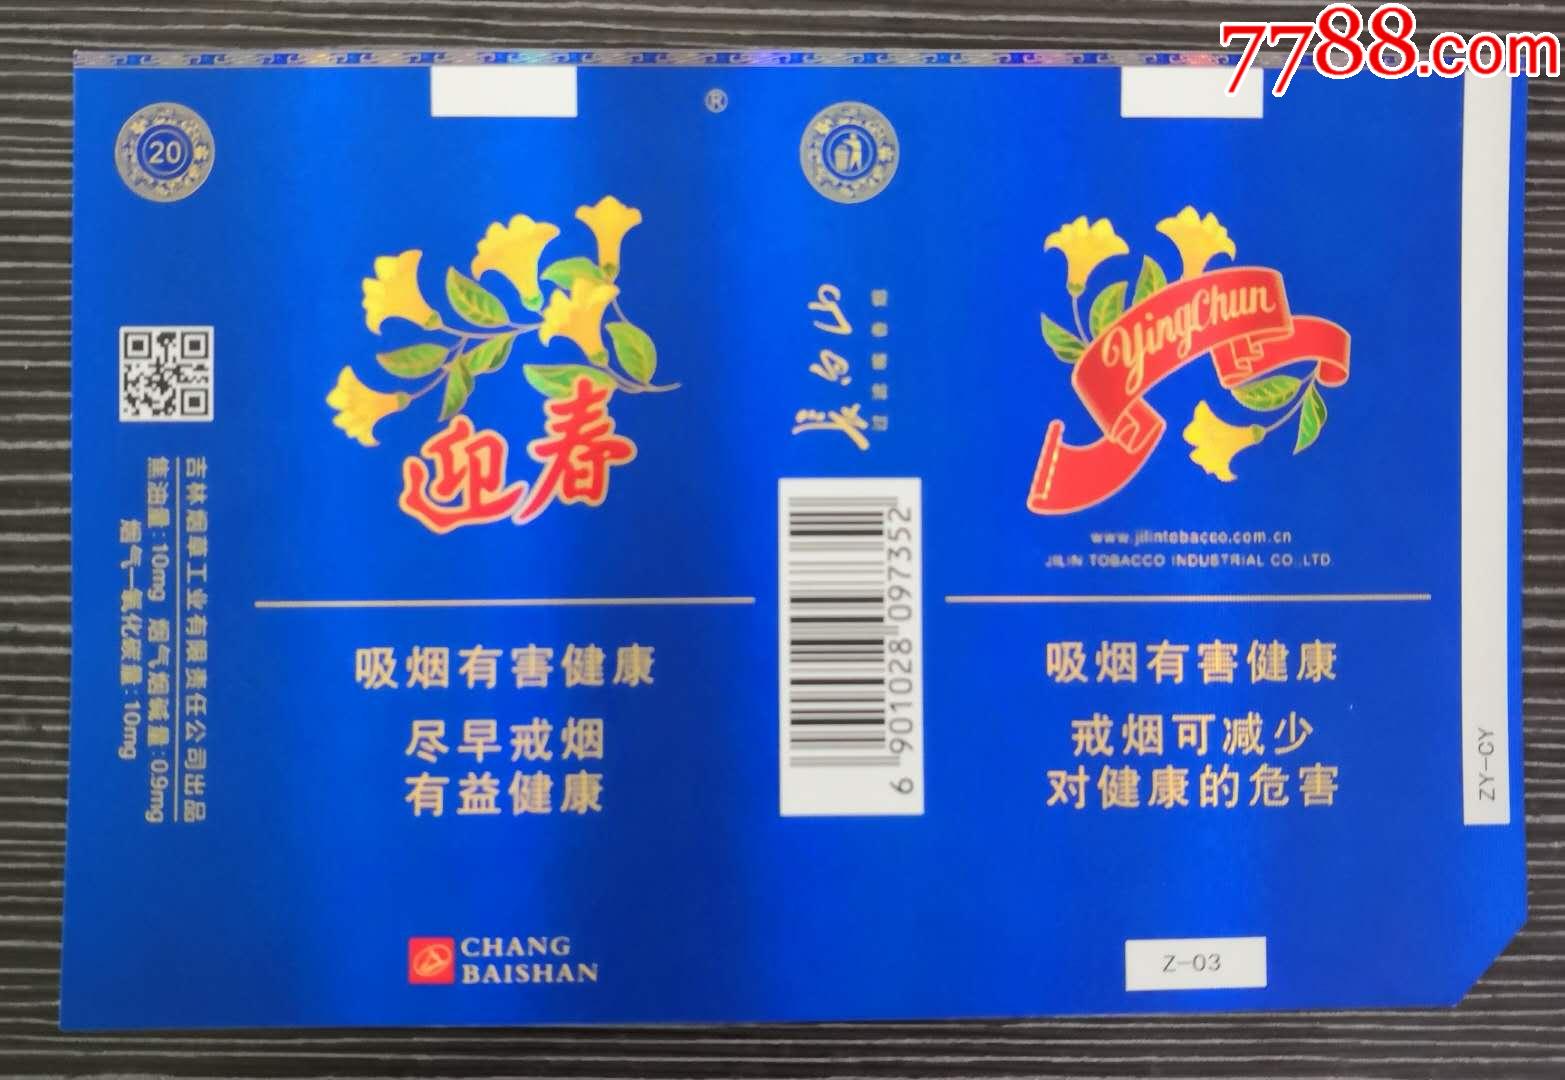 7788.com
20
®
迎春
吉林烟草工业有限责任公司出品
焦油量:10mg 烟气烟碱量:0.9mg
烟气一氧化碳量:10mg
吸烟有害健康
尽早戒烟
有益健康
CHANG
BAISHAN
长白山
6 901028 097352
YingChun
www.jilintobacco.com.cn
JILIN TOBACCO INDUSTRIAL CO.,LTD.
吸烟有害健康
戒烟可减少
对健康的危害
Z-03
ZY-CY